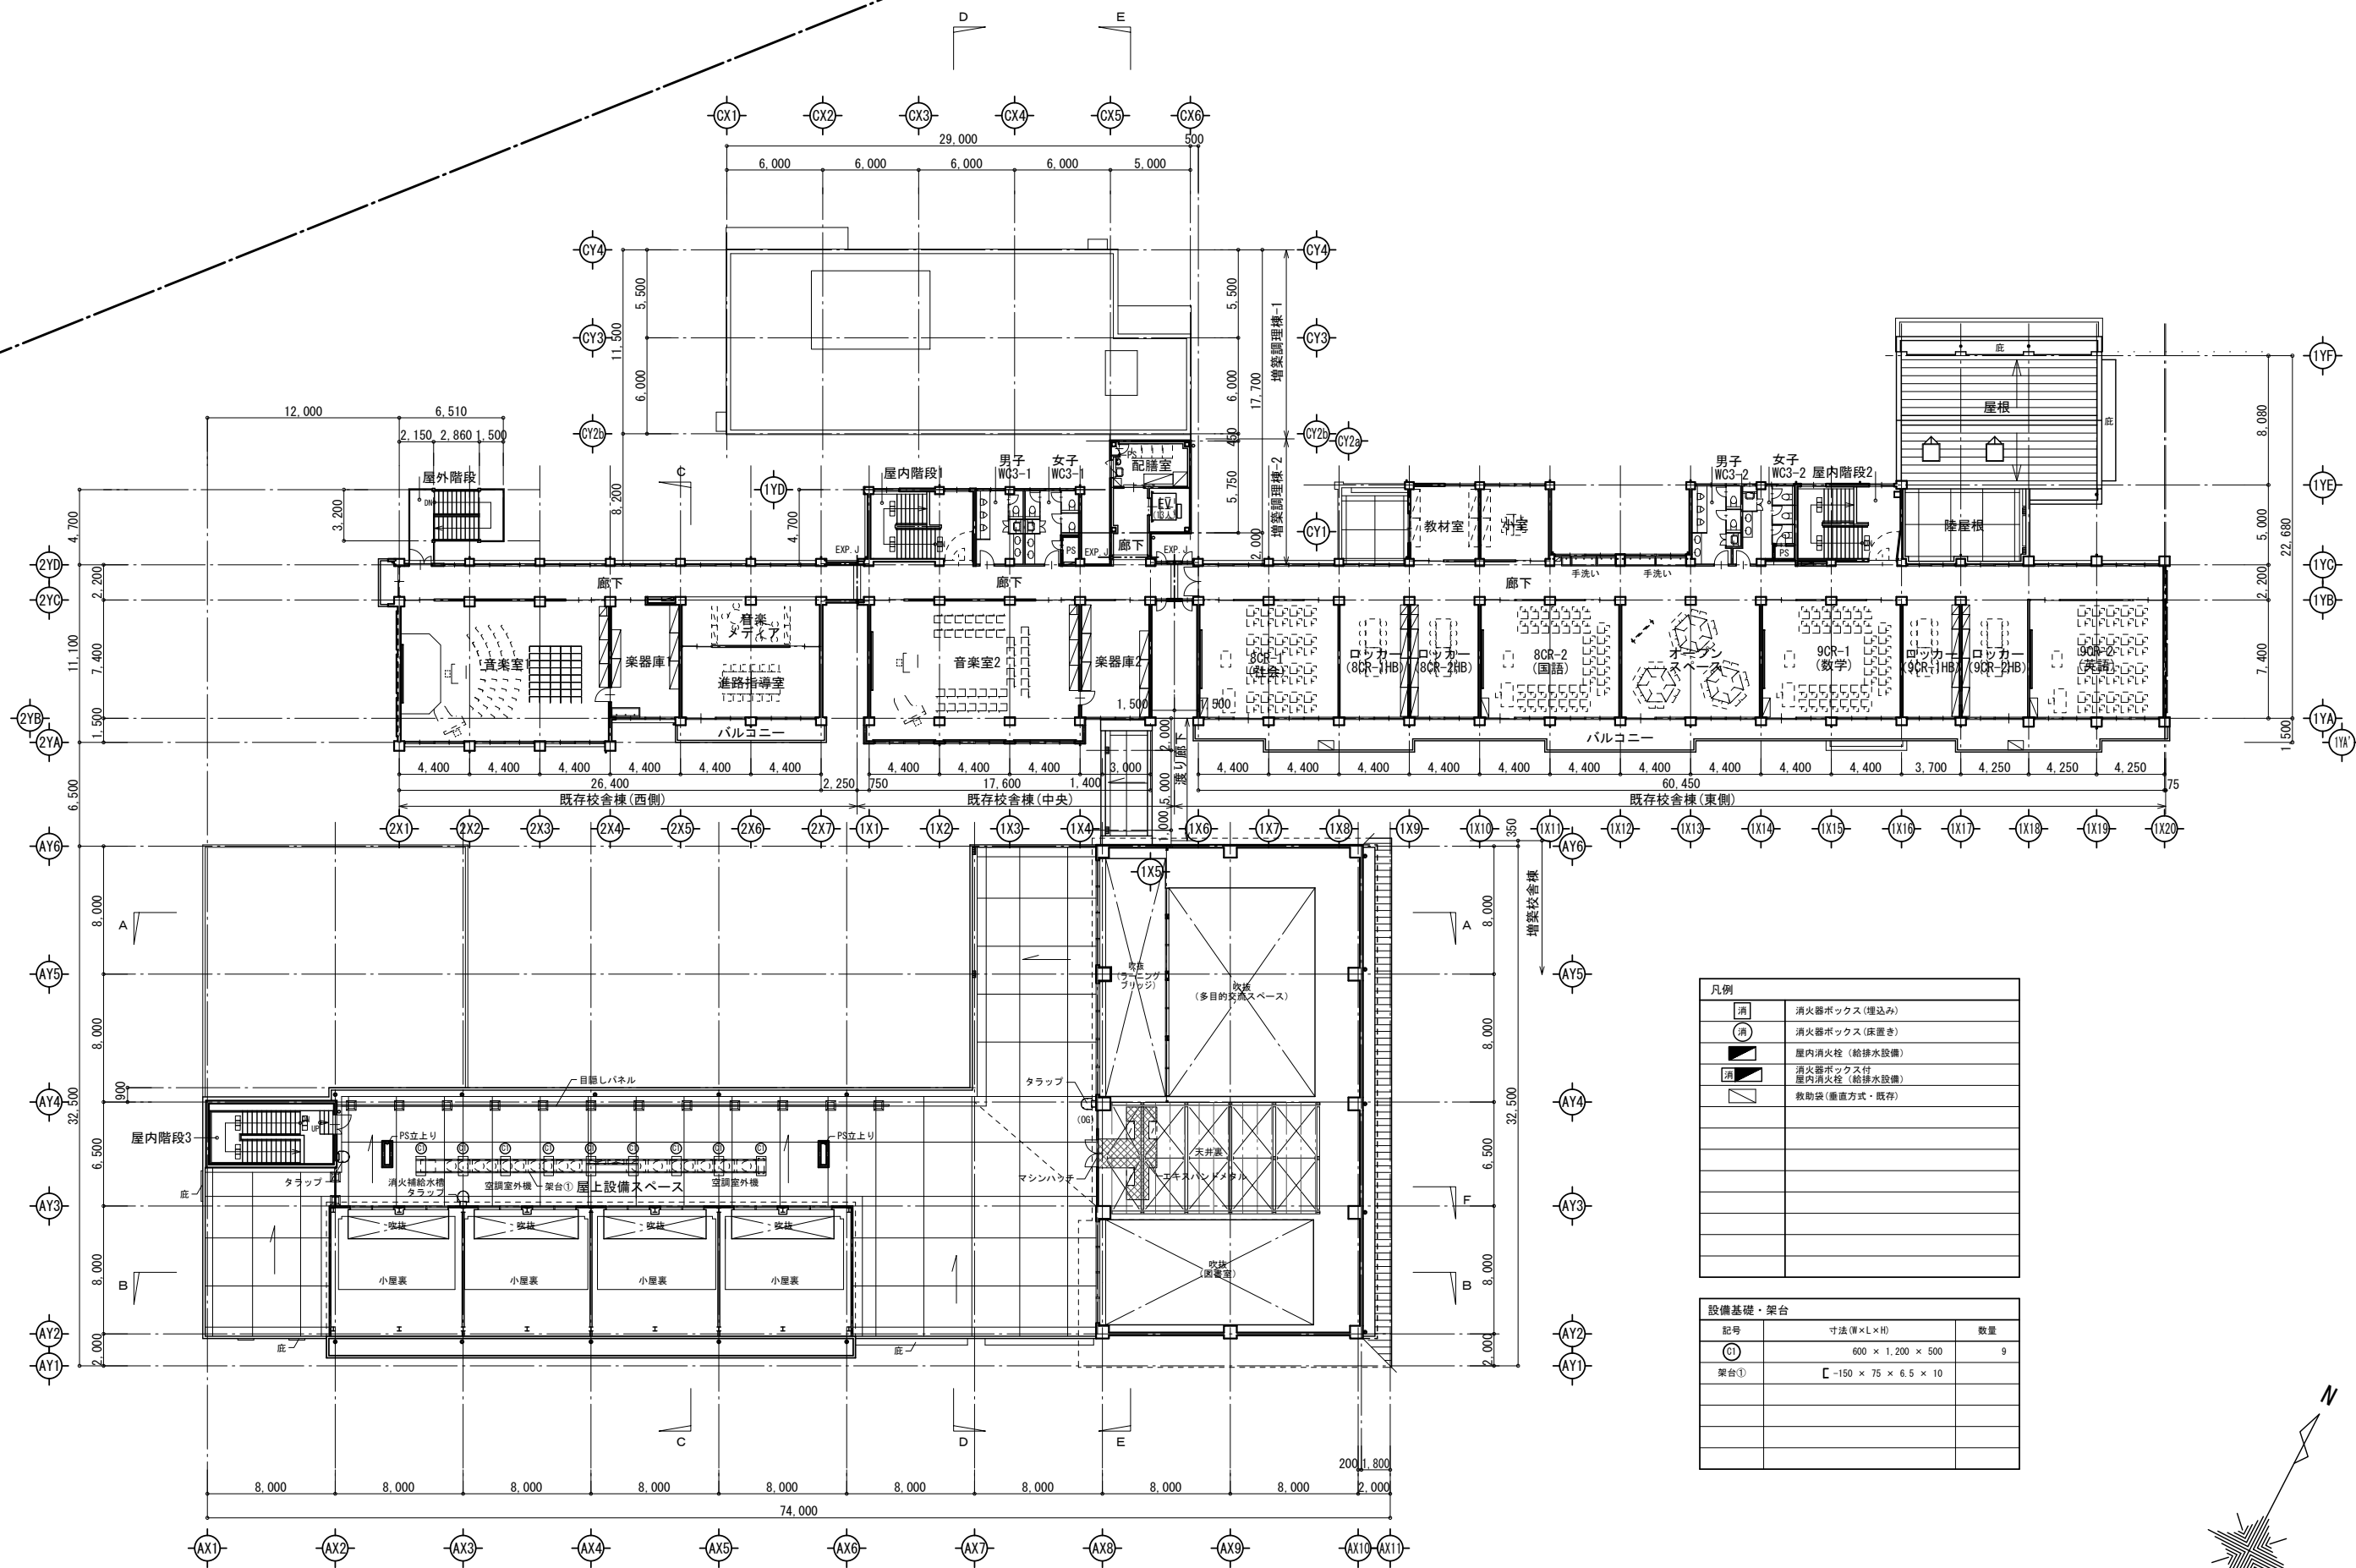 D E
CX1 CX2 CX3 CX4 CX5 CX6
29,000 500
6,000 6,000 6,000 6,000 5,000
CY4 CY4
5,500 5,500
増築調理棟-1
CY3 CY3
11,500
6,000 6,000
17,700
CY2b CY2b CY2a
450
増築調理棟-2
5,750
8,200
CY1
2,000
1YF
8,080
1YE
5,000
22,680
1YC
2,200
1YB
7,400
1YA
1,500
1YA'
庇
屋根
庇
陸屋根
12,000 6,510
2,150 2,860 1,500
屋外階段
DN
3,200
C
1YD
4,700
4,700
屋内階段1
男子
WC3-1
女子
WC3-1
PS
配膳室
EV
(13人)
廊下
PS
EXP.J EXP.J EXP.J
教材室
小室
男子
WC3-2
女子
WC3-2
屋内階段2
PS
手洗い 手洗い
2YD
2,200
2YC
11,100
7,400
2YB
1,500
2YA
廊下 廊下 廊下
音楽室1
楽器庫1
音楽
メディア
進路指導室
音楽室2
楽器庫2
8CR-1
(社会)
ロッカー
(8CR-1HB)
ロッカー
(8CR-2HB)
8CR-2
(国語)
オープン
スペース
9CR-1
(数学)
ロッカー
(9CR-1HB)
ロッカー
(9CR-2HB)
9CR-2
(英語)
1,500 1,500
バルコニー バルコニー
2,000
渡り廊下
5,000
4,400 4,400 4,400 4,400 4,400 4,400 4,400 4,400 4,400 3,000 4,400 4,400 4,400 4,400 4,400 4,400 4,400 4,400 4,400 4,400 3,700 4,250 4,250 4,250
26,400 2,250 750 17,600 1,400 60,450 75
既存校舎棟(西側) 既存校舎棟(中央) 既存校舎棟(東側)
2X1 2X2 2X3 2X4 2X5 2X6 2X7 1X1 1X2 1X3 1X4 1X6 1X7 1X8 1X9 1X10 1X11 1X12 1X13 1X14 1X15 1X16 1X17 1X18 1X19 1X20
1X5
6,500
350
AY6 AY6
8,000 8,000
増築校舎棟
A A
AY5 AY5
吹抜
(ラーニング
ブリッジ)
吹抜
(多目的交流スペース)
8,000 8,000
900
32,500 32,500
AY4 AY4
目隠しパネル
タラップ
(OG)
屋内階段3
UP
PS立上り PS立上り
C1 C1 C1 C1 C1 C1 C1 C1 C1
6,500 6,500
天井裏
マシンハッチ
エキスパンドメタル
庇
タラップ
消火補給水槽
タラップ
空調室外機
架台①
屋上設備スペース
空調室外機
F
AY3 AY3
吹抜 吹抜 吹抜 吹抜
小屋裏 小屋裏 小屋裏 小屋裏
吹抜
(図書室)
8,000 8,000
B B
AY2 AY2
2,000 2,000
AY1 AY1
庇 庇
C D E
200 1,800
8,000 8,000 8,000 8,000 8,000 8,000 8,000 8,000 8,000 2,000
74,000
AX1 AX2 AX3 AX4 AX5 AX6 AX7 AX8 AX9 AX10 AX11
凡例
消 消火器ボックス(埋込み)
消 消火器ボックス(床置き)
屋内消火栓(給排水設備)
消 消火器ボックス付
屋内消火栓(給排水設備)
救助袋(垂直方式・既存)
設備基礎・架台
記号 寸法(W×L×H) 数量
C1 600 × 1,200 × 500 9
架台① [-150 × 75 × 6.5 × 10
N